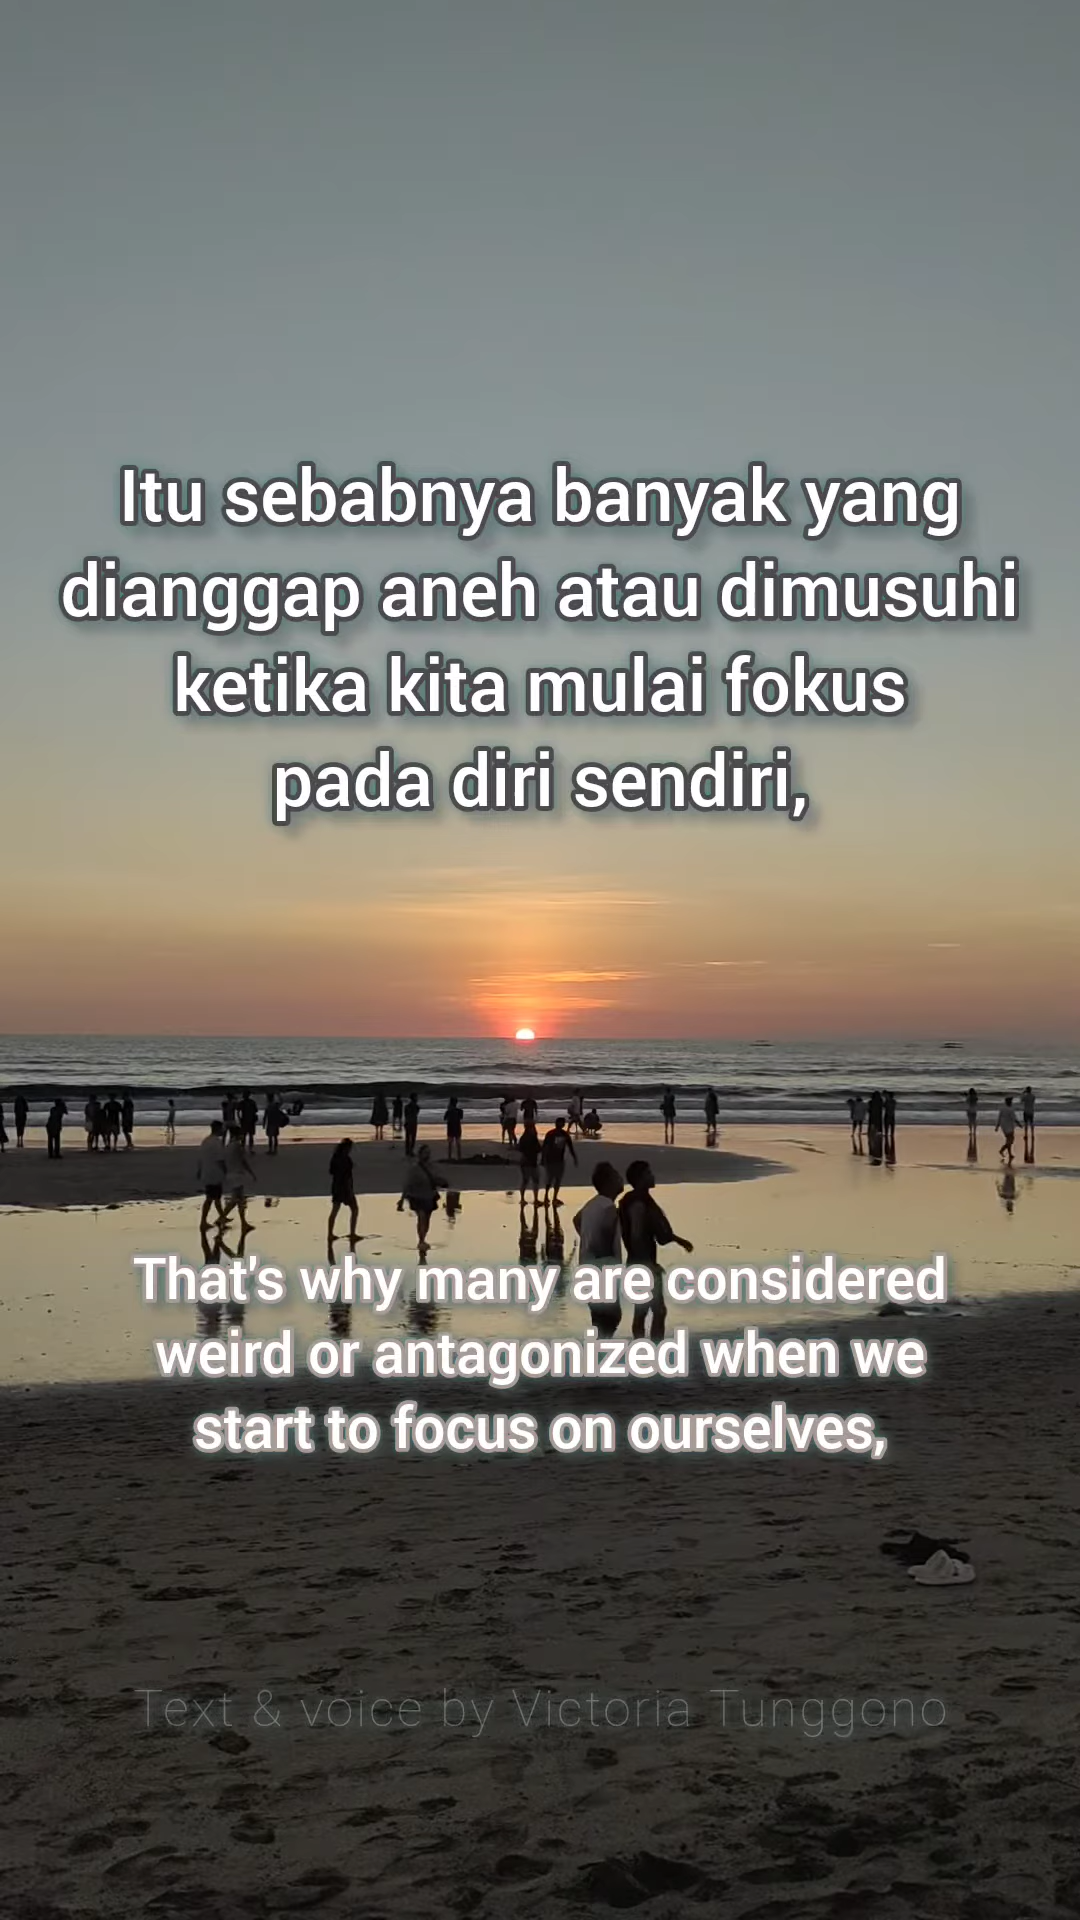 Itu sebabnya banyak yang
dianggap aneh atau dimusuhi
ketika kita mulai fokus
pada diri sendiri,
That's why many are considered
weird or antagonized when we
start to focus on ourselves,
Text & voice by Victoria Tunggono